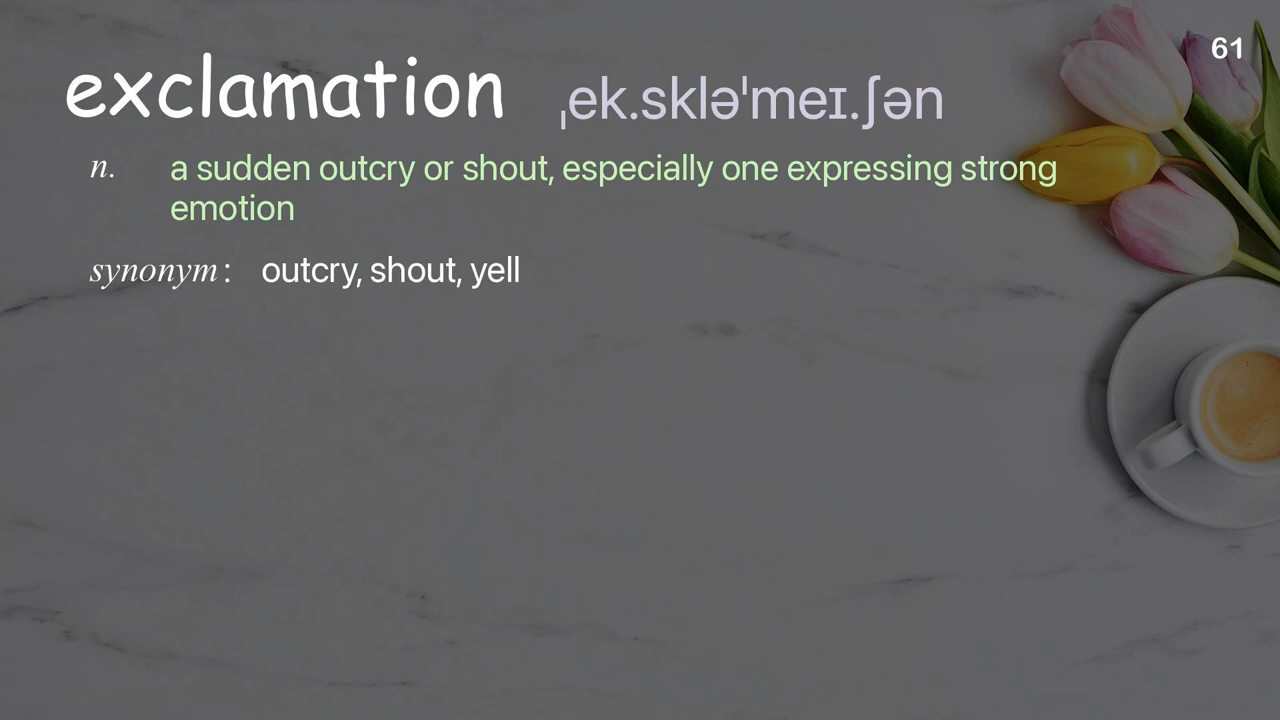 61
exclamation ˌek.skləˈmeɪ.ʃən
n. a sudden outcry or shout, especially one expressing strong
emotion
synonym: outcry, shout, yell